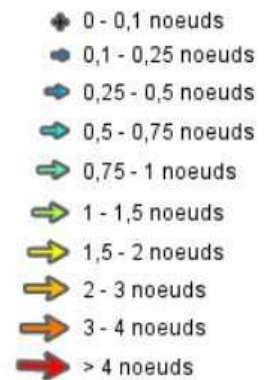 0 - 0,1 noeuds
0,1 - 0,25 noeuds
0,25 - 0,5 noeuds
0,5 - 0,75 noeuds
0,75 - 1 noeuds
1 - 1,5 noeuds
1,5 - 2 noeuds
2 - 3 noeuds
3 - 4 noeuds
> 4 noeuds